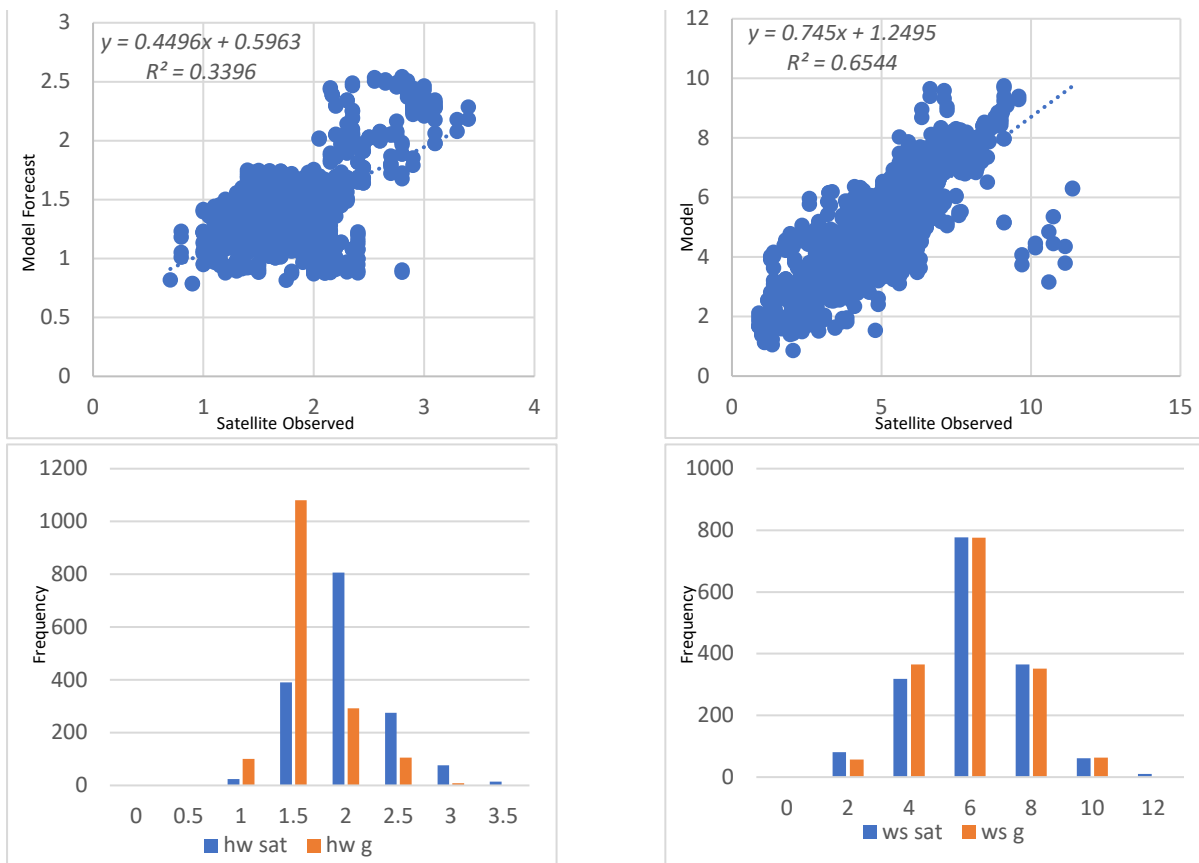 y = 0.4496x + 0.5963
R² = 0.3396
3
2.5
2
1.5
1
0.5
0
Model Forecast
0 1 2 3 4
Satellite Observed
y = 0.745x + 1.2495
R² = 0.6544
12
10
8
6
4
2
0
Model
0 5 10 15
Satellite Observed
1200
1000
800
600
400
200
0
Frequency
0 0.5 1 1.5 2 2.5 3 3.5
hw sat hw g
1000
800
600
400
200
0
Frequency
0 2 4 6 8 10 12
ws sat ws g